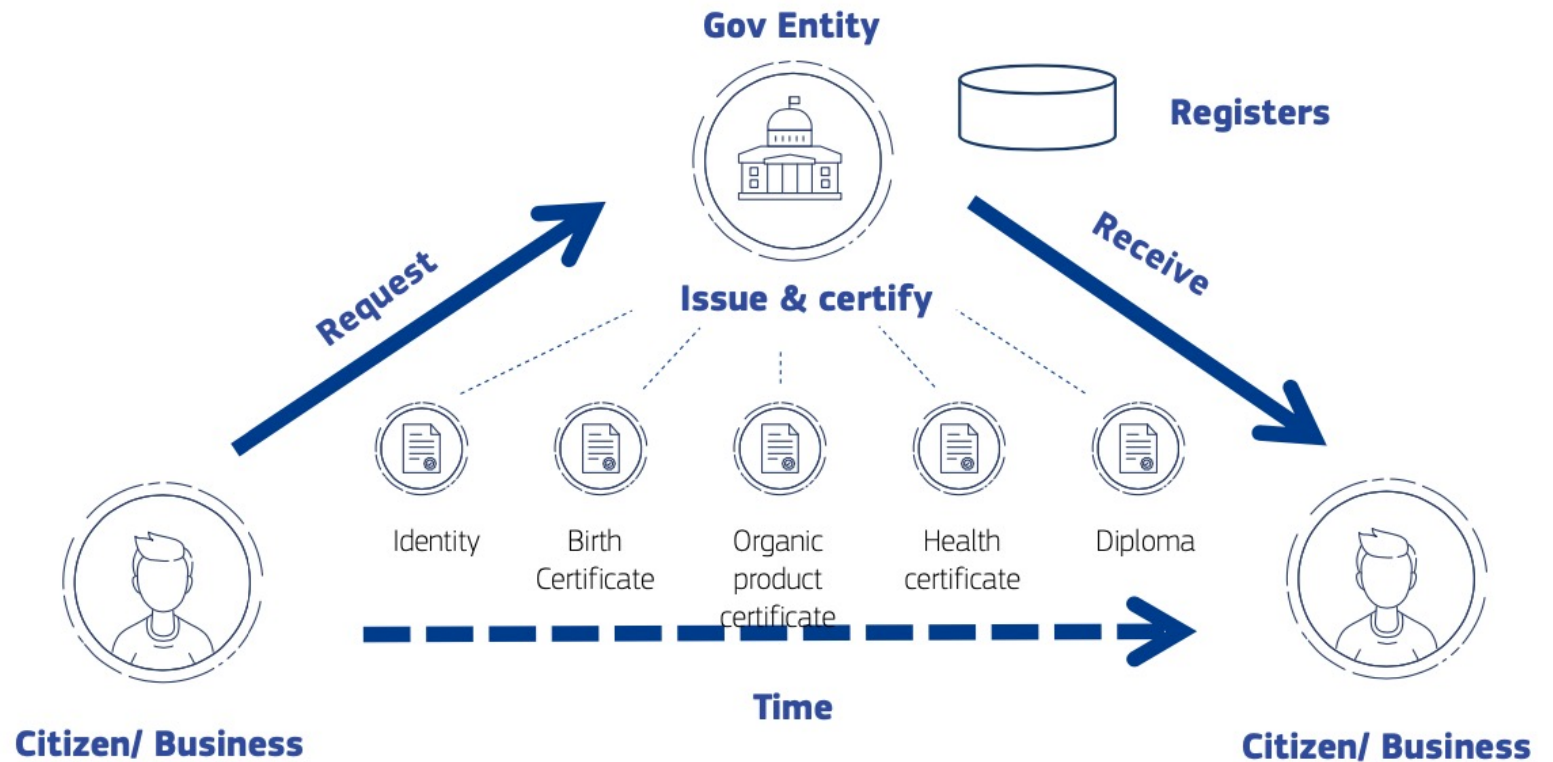 Gov Entity
Registers
Request
Receive
Issue & certify
Identity
Birth
Certificate
Organic
product
certificate
Health
certificate
Diploma
Time
Citizen/ Business
Citizen/ Business